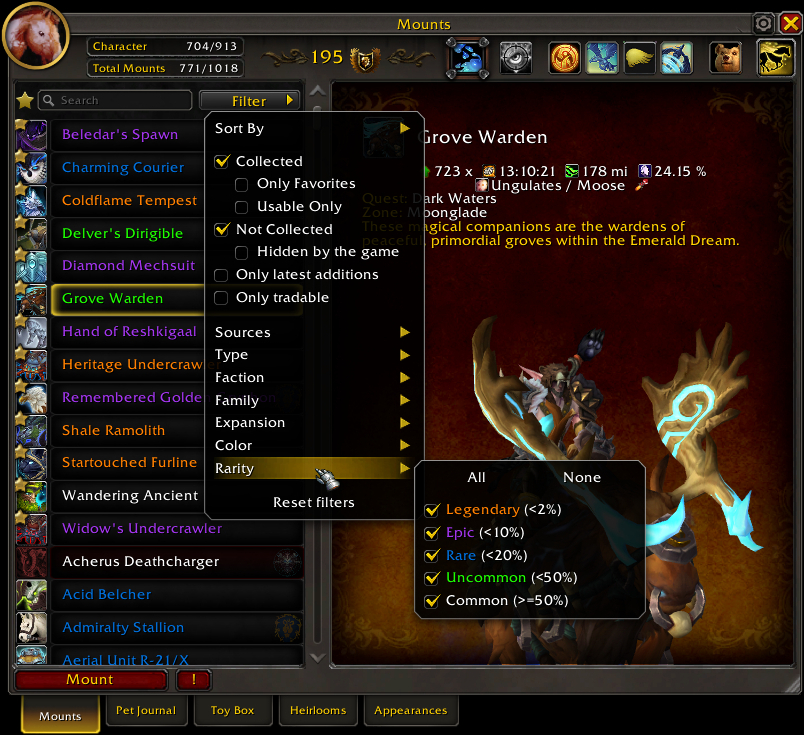 Mounts
Character 704/913
Total Mounts 771/1018
195
Search
Filter
Beledar's Spawn
Charming Courier
Coldflame Tempest
Delver's Dirigible
Diamond Mechsuit
Grove Warden
Hand of Reshkigaal
Heritage Undercrawler
Remembered Golde
Shale Ramolith
Startouched Furline
Wandering Ancient
Widow's Undercrawler
Acherus Deathcharger
Acid Belcher
Admiralty Stallion
Aerial Unit R-21/X
Sort By
Collected
Only Favorites
Usable Only
Not Collected
Hidden by the game
Only latest additions
Only tradable
Sources
Type
Faction
Family
Expansion
Color
Rarity
Reset filters
All None
Legendary (<2%)
Epic (<10%)
Rare (<20%)
Uncommon (<50%)
Common (>=50%)
Grove Warden
723 x 13:10:21 178 mi 24.15 %
Ungulates / Moose
Quest: Dark Waters
Zone: Moonglade
These magical companions are the wardens of
peaceful, primordial groves within the Emerald Dream.
Mount
!
Mounts
Pet Journal
Toy Box
Heirlooms
Appearances